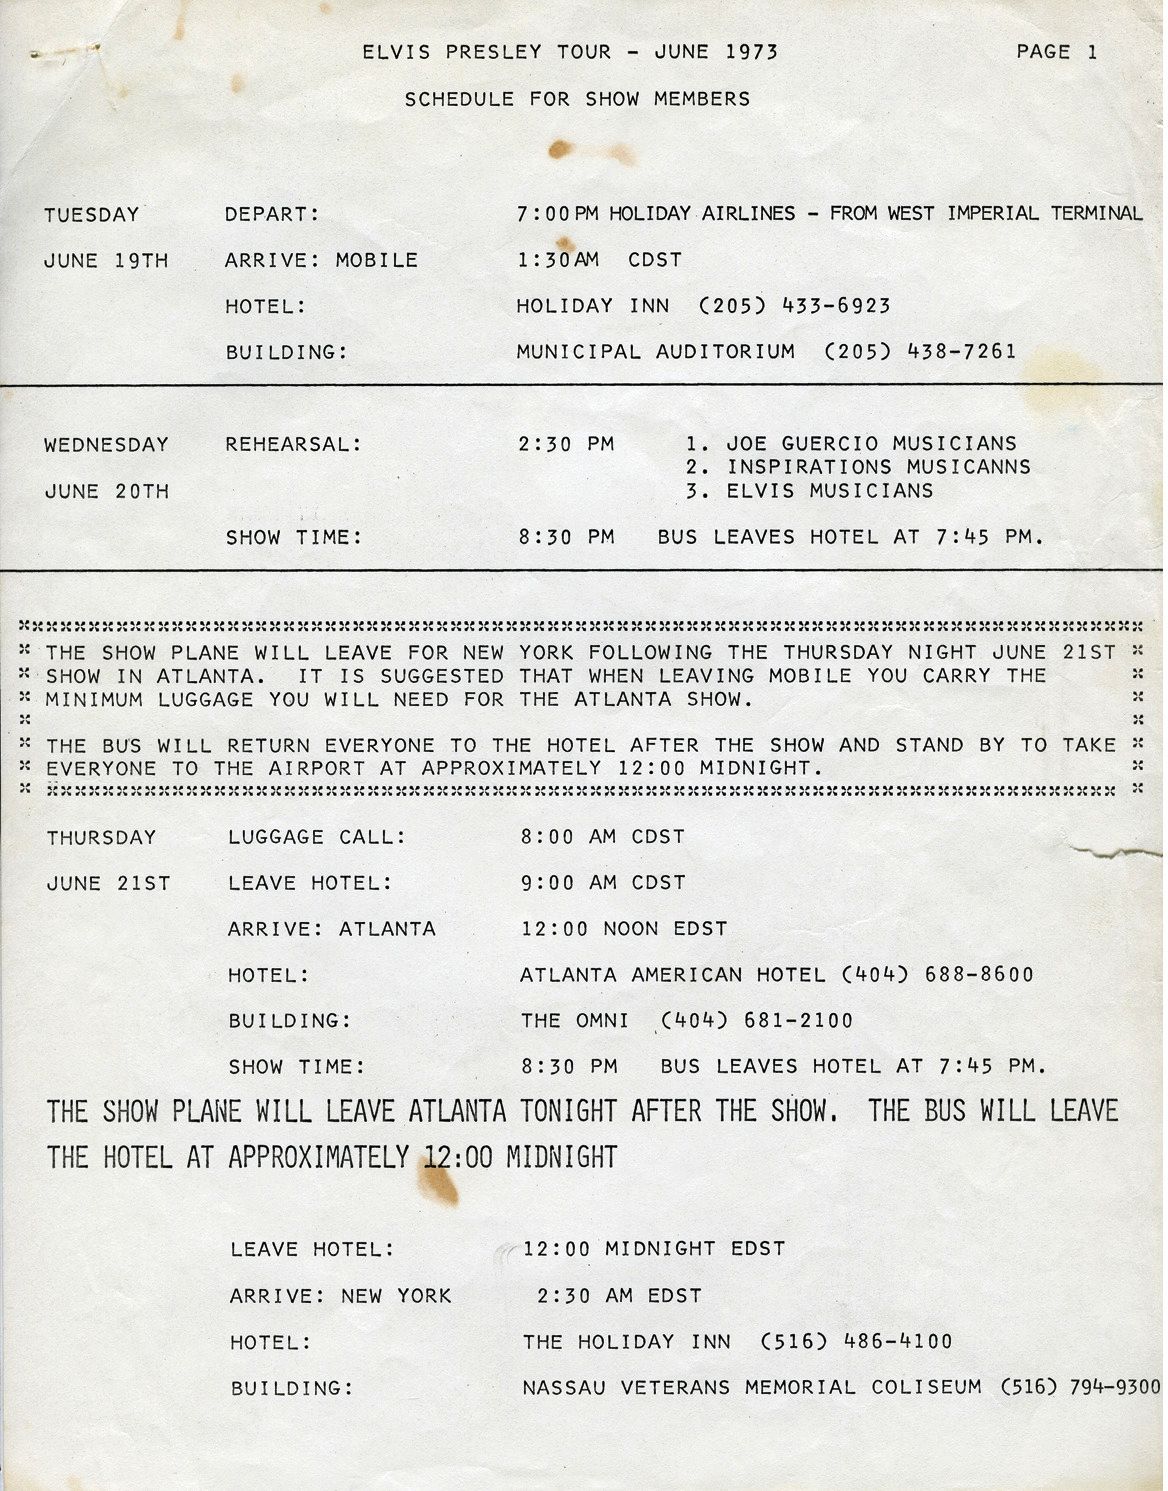 ELVIS PRESLEY TOUR - JUNE 1973 PAGE 1
SCHEDULE FOR SHOW MEMBERS
TUESDAY DEPART: 7:00PM HOLIDAY AIRLINES - FROM WEST IMPERIAL TERMINAL
JUNE 19TH ARRIVE: MOBILE 1:30AM CDST
HOTEL: HOLIDAY INN (205) 433-6923
BUILDING: MUNICIPAL AUDITORIUM (205) 438-7261
WEDNESDAY REHEARSAL: 2:30 PM 1. JOE GUERCIO MUSICIANS
2. INSPIRATIONS MUSICANNS
JUNE 20TH 3. ELVIS MUSICIANS
SHOW TIME: 8:30 PM BUS LEAVES HOTEL AT 7:45 PM.
THE SHOW PLANE WILL LEAVE FOR NEW YORK FOLLOWING THE THURSDAY NIGHT JUNE 21ST
SHOW IN ATLANTA. IT IS SUGGESTED THAT WHEN LEAVING MOBILE YOU CARRY THE
MINIMUM LUGGAGE YOU WILL NEED FOR THE ATLANTA SHOW.
THE BUS WILL RETURN EVERYONE TO THE HOTEL AFTER THE SHOW AND STAND BY TO TAKE
EVERYONE TO THE AIRPORT AT APPROXIMATELY 12:00 MIDNIGHT.
THURSDAY LUGGAGE CALL: 8:00 AM CDST
JUNE 21ST LEAVE HOTEL: 9:00 AM CDST
ARRIVE: ATLANTA 12:00 NOON EDST
HOTEL: ATLANTA AMERICAN HOTEL (404) 688-8600
BUILDING: THE OMNI (404) 681-2100
SHOW TIME: 8:30 PM BUS LEAVES HOTEL AT 7:45 PM.
THE SHOW PLANE WILL LEAVE ATLANTA TONIGHT AFTER THE SHOW. THE BUS WILL LEAVE
THE HOTEL AT APPROXIMATELY 12:00 MIDNIGHT
LEAVE HOTEL: 12:00 MIDNIGHT EDST
ARRIVE: NEW YORK 2:30 AM EDST
HOTEL: THE HOLIDAY INN (516) 486-4100
BUILDING: NASSAU VETERANS MEMORIAL COLISEUM (516) 794-9300